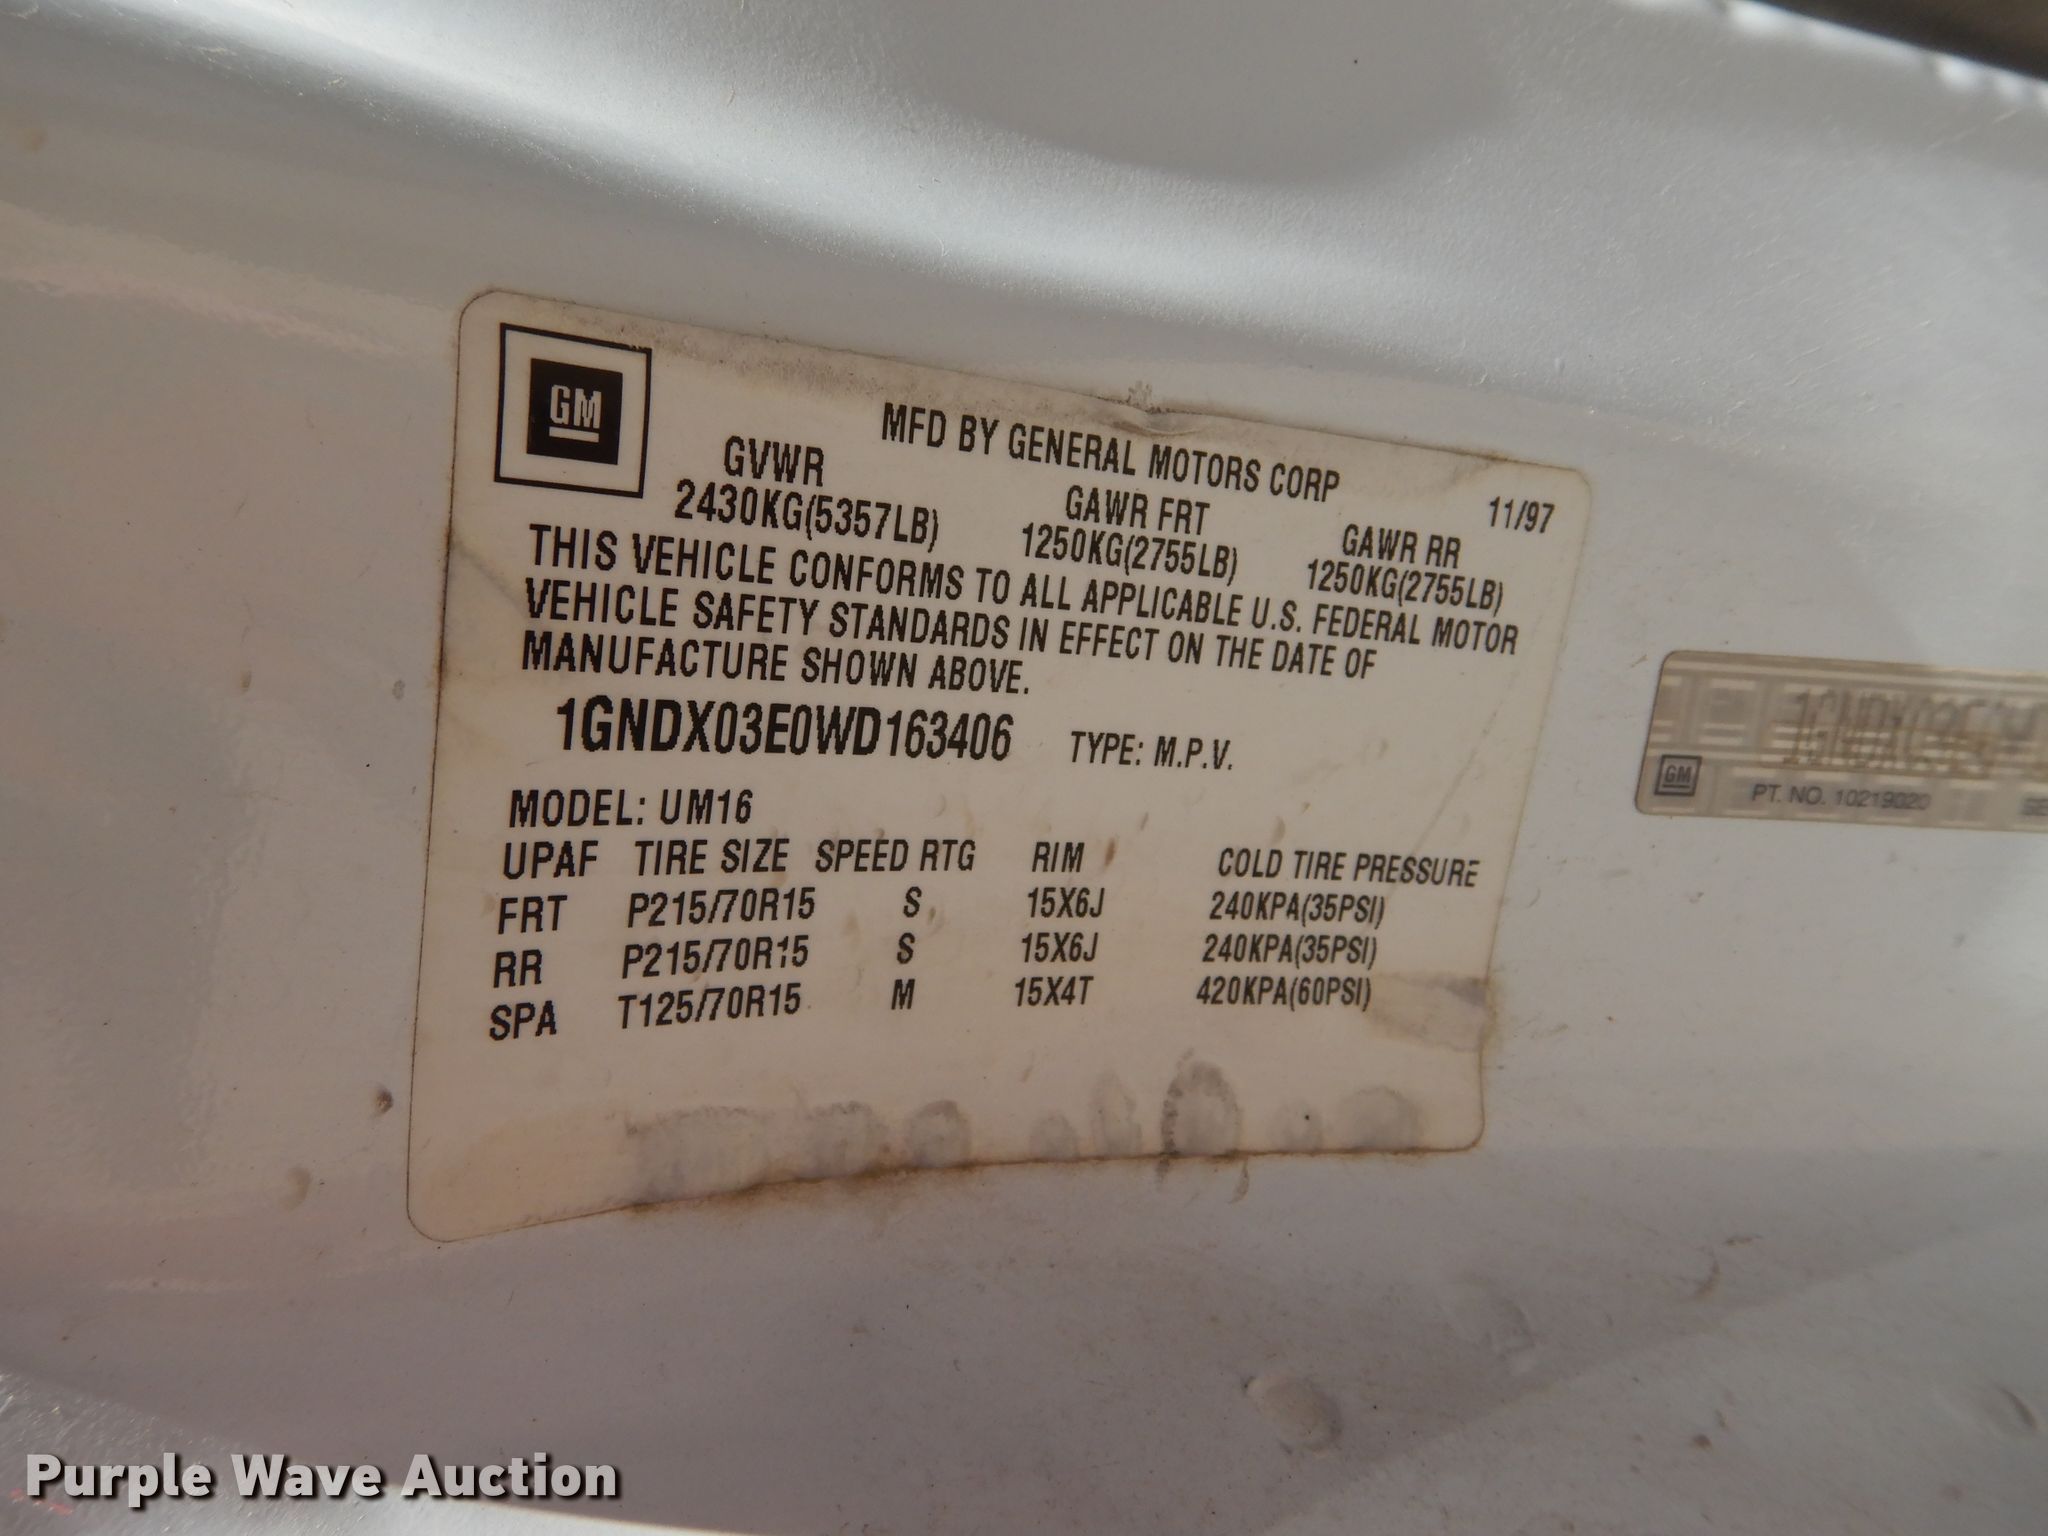 GM
MFD BY GENERAL MOTORS CORP
11/97
GVWR
2430KG(5357LB)
GAWR FRT
1250KG(2755LB)
GAWR RR
1250KG(2755LB)
THIS VEHICLE CONFORMS TO ALL APPLICABLE U.S. FEDERAL MOTOR
VEHICLE SAFETY STANDARDS IN EFFECT ON THE DATE OF
MANUFACTURE SHOWN ABOVE.
1GNDX03E0WD163406 TYPE: M.P.V.
MODEL: UM16
UPAF TIRE SIZE SPEED RTG RIM COLD TIRE PRESSURE
FRT P215/70R15 S 15X6J 240KPA(35PSI)
RR P215/70R15 S 15X6J 240KPA(35PSI)
SPA T125/70R15 M 15X4T 420KPA(60PSI)
GM
PT. NO. 10219020
Purple Wave Auction